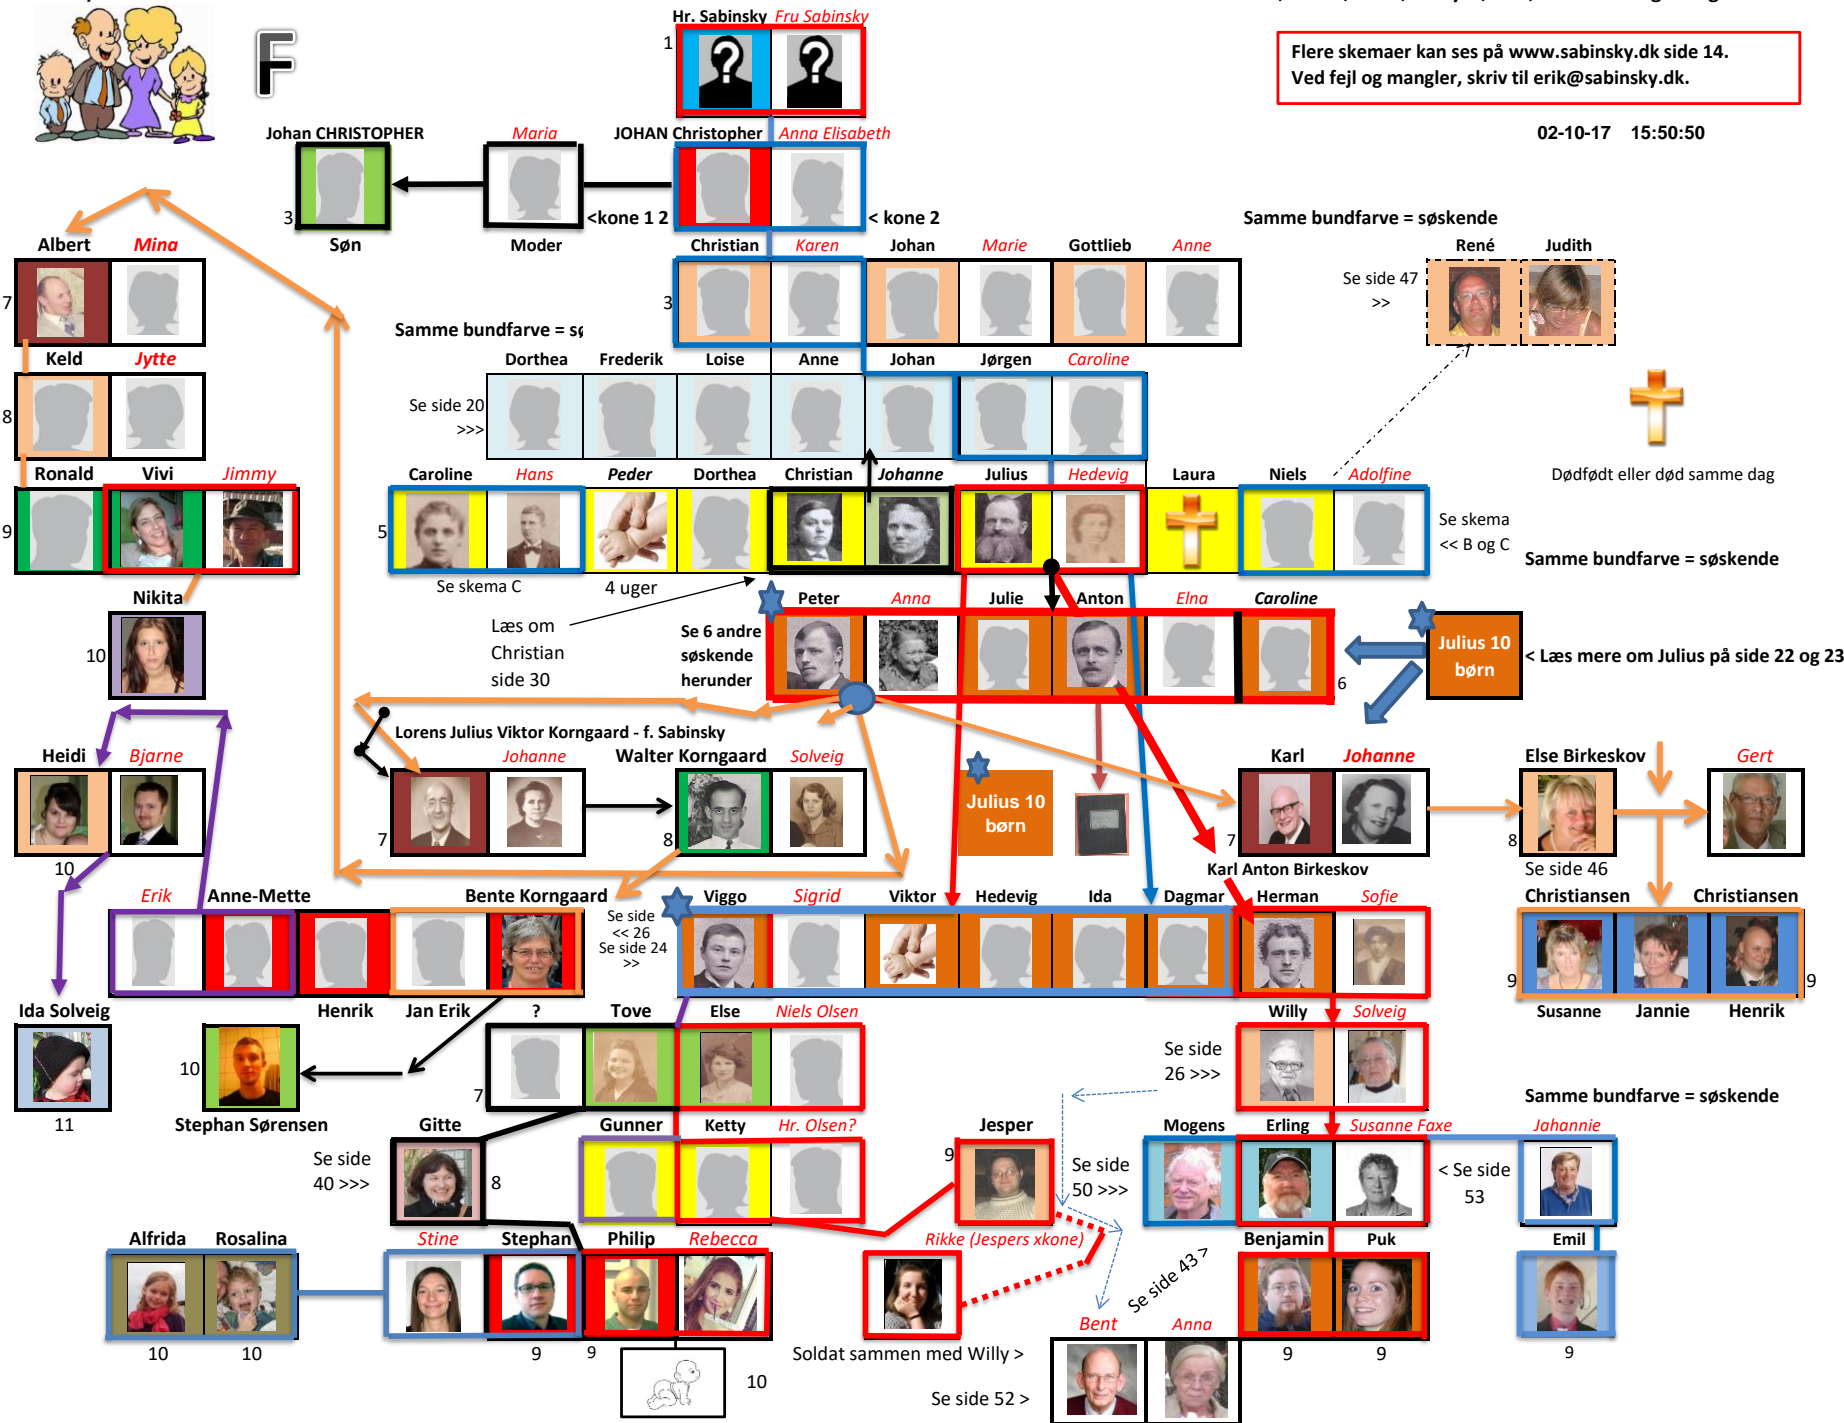 Hr. Sabinsky Fru Sabinsky
1
F
Flere skemaer kan ses på www.sabinsky.dk side 14.
Ved fejl og mangler, skriv til erik@sabinsky.dk.
02-10-17 15:50:50
Johan CHRISTOPHER Maria JOHAN Christopher Anna Elisabeth
3 <kone 1 2 < kone 2
Søn Moder
Samme bundfarve = søskende
Albert Mina Christian Karen Johan Marie Gottlieb Anne René Judith
Se side 47
>>
7 3
Samme bundfarve = sø
Keld Jytte Dorthea Frederik Loise Anne Johan Jørgen Caroline
Se side 20
>>>
8
Ronald Vivi Jimmy Caroline Hans Peder Dorthea Christian Johanne Julius Hedevig Laura Niels Adolfine
Dødfødt eller død samme dag
9 5
Se skema
<< B og C
Samme bundfarve = søskende
Se skema C 4 uger
Nikita Peter Anna Julie Anton Elna Caroline
10
Læs om
Christian
side 30
Se 6 andre
søskende
herunder
6
Julius 10
børn
< Læs mere om Julius på side 22 og 23
Lorens Julius Viktor Korngaard - f. Sabinsky
Heidi Bjarne Johanne Walter Korngaard Solveig Karl Johanne Else Birkeskov Gert
Julius 10
børn
7 8 7 8
10
Karl Anton Birkeskov
Se side 46
Erik Anne-Mette Bente Korngaard
Se side
<< 26
Se side 24
>>
Viggo Sigrid Viktor Hedevig Ida Dagmar Herman Sofie Christiansen Christiansen
9 9
Ida Solveig Henrik Jan Erik ? Tove Else Niels Olsen Willy Solveig Susanne Jannie Henrik
10 7
Se side
26 >>>
11 Stephan Sørensen
Samme bundfarve = søskende
Gitte Gunner Ketty Hr. Olsen? Jesper Mogens Erling Susanne Faxe Jahannie
Se side
40 >>>
8 9
Se side
50 >>>
< Se side
53
Alfrida Rosalina Stine Stephan Philip Rebecca Rikke (Jespers xkone) Benjamin Puk Emil
Se side 43 >
Bent Anna
10 10 9 9 9 9 9
Soldat sammen med Willy >
10
Se side 52 >